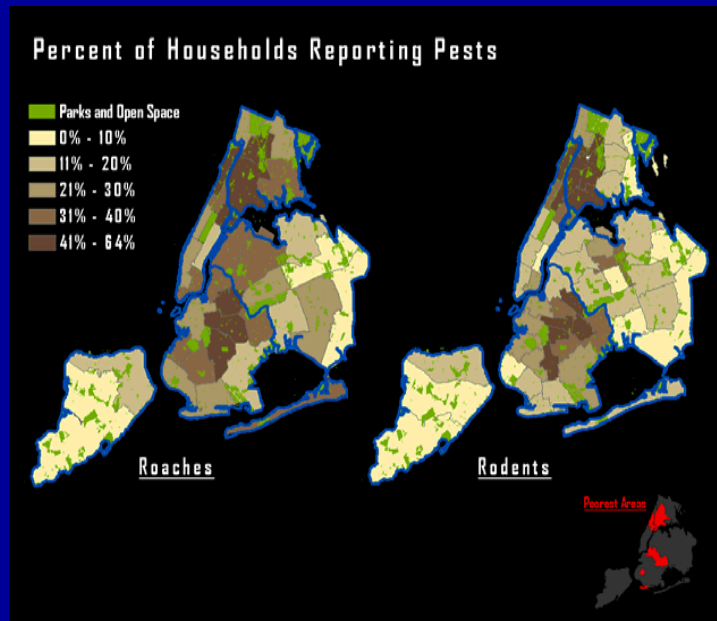 Percent of Households Reporting Pests
Parks and Open Space
0% - 10%
11% - 20%
21% - 30%
31% - 40%
41% - 64%
Roaches
Rodents
Poorest Areas